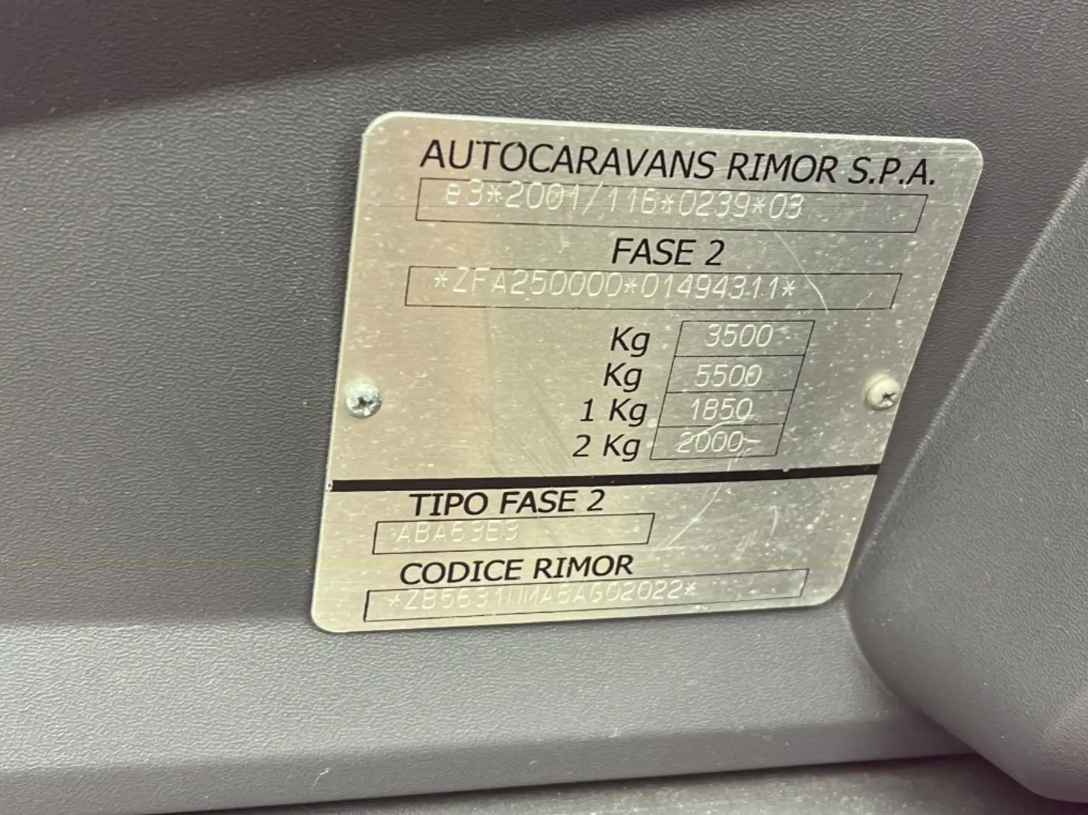 AUTOCARAVANS RIMOR S.P.A.
e3*2001/116*0239*03
FASE 2
*ZFA250000*01494311*
Kg 3500
Kg 5500
1 Kg 1850
2 Kg 2000-
TIPO FASE 2
ABA63E3
CODICE RIMOR